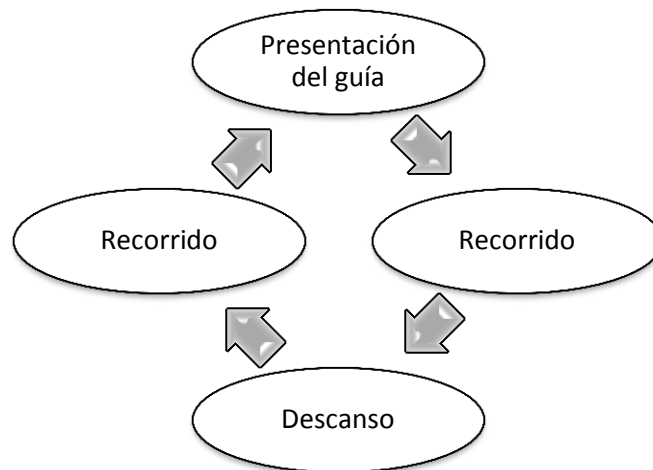 Presentación
del guía
Recorrido
Recorrido
Descanso